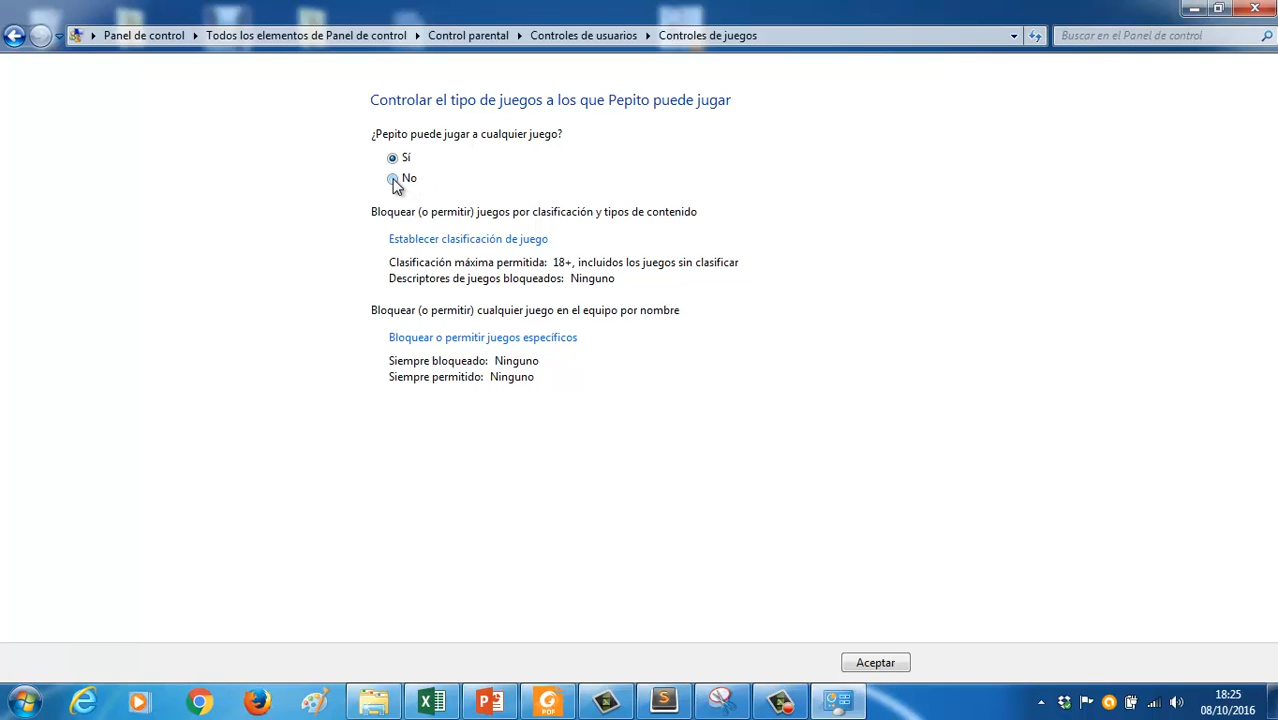 Panel de control
Todos los elementos de Panel de control
Control parental
Controles de usuarios
Controles de juegos
Buscar en el Panel de control
Controlar el tipo de juegos a los que Pepito puede jugar
¿Pepito puede jugar a cualquier juego?
Sí
No
Bloquear (o permitir) juegos por clasificación y tipos de contenido
Establecer clasificación de juego
Clasificación máxima permitida: 18+, incluidos los juegos sin clasificar
Descriptores de juegos bloqueados: Ninguno
Bloquear (o permitir) cualquier juego en el equipo por nombre
Bloquear o permitir juegos específicos
Siempre bloqueado: Ninguno
Siempre permitido: Ninguno
Aceptar
PDF
18:25
08/10/2016